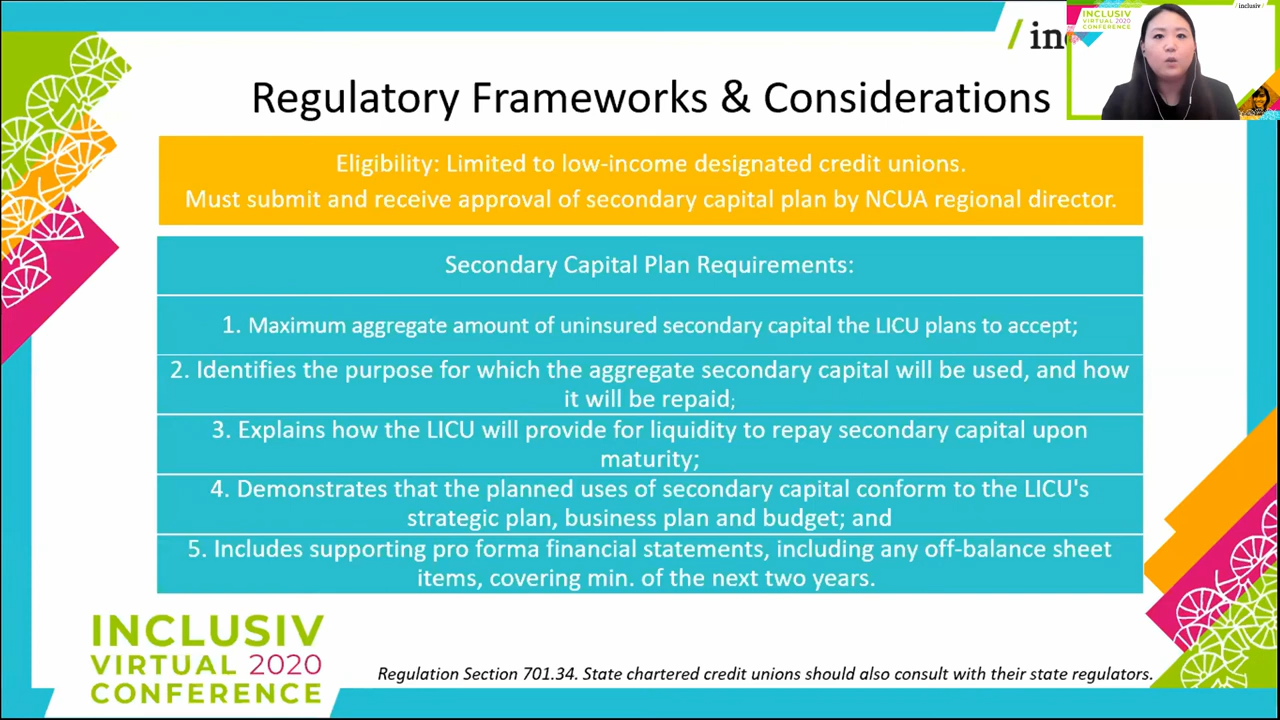 / inc
INCLUSIV
VIRTUAL 2020
CONFERENCE
/ inclusiv /
Regulatory Frameworks & Considerations
Eligibility: Limited to low-income designated credit unions.
Must submit and receive approval of secondary capital plan by NCUA regional director.
Secondary Capital Plan Requirements:
1. Maximum aggregate amount of uninsured secondary capital the LICU plans to accept;
2. Identifies the purpose for which the aggregate secondary capital will be used, and how
it will be repaid;
3. Explains how the LICU will provide for liquidity to repay secondary capital upon
maturity;
4. Demonstrates that the planned uses of secondary capital conform to the LICU's
strategic plan, business plan and budget; and
5. Includes supporting pro forma financial statements, including any off-balance sheet
items, covering min. of the next two years.
INCLUSIV
VIRTUAL 2020
CONFERENCE
Regulation Section 701.34. State chartered credit unions should also consult with their state regulators.